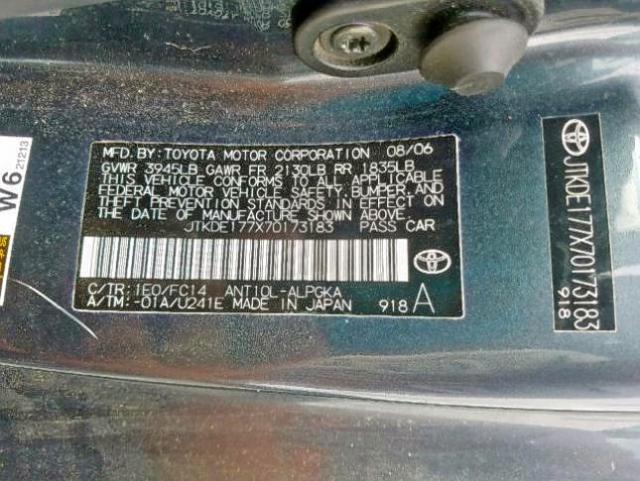 MFD.BY:TOYOTA MOTOR CORPORATION 08/06
GVWR 3945LB GAWR FR 2130LB RR 1835LB
THIS VEHICLE CONFORMS TO ALL APPLICABLE
FEDERAL MOTOR VEHICLE SAFETY, BUMPER, AND
THEFT PREVENTION STANDARDS IN EFFECT ON
THE DATE OF MANUFACTURE SHOWN ABOVE.
JTKDE177X70173183 PASS CAR
TOYOTA
C/TR:1E0/FC14 ANT10L-ALPGKA
A/TM:-01A/U241E MADE IN JAPAN 918 A
JTKDE177X70173183
918
W6 21213